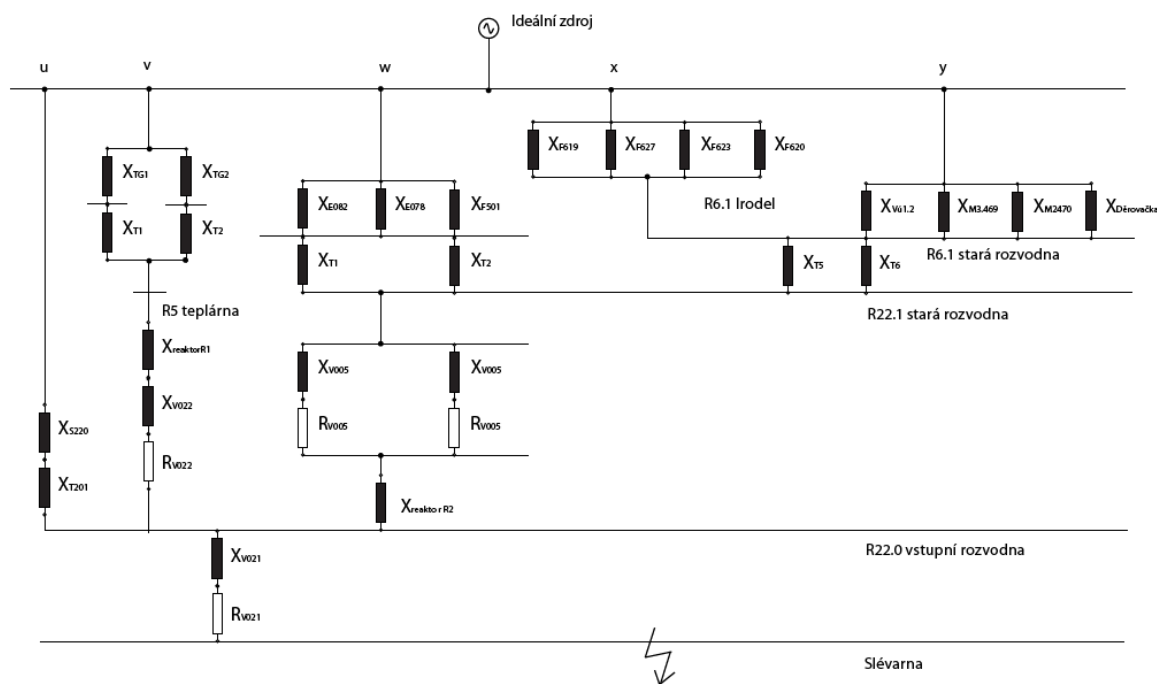 Ideální zdroj
u v w x y
XTG1 XTG2
XT1 XT2
R5 teplárna
XreaktorR1
XV022
RV022
XS220
XT201
XE082 XE078 XF501
XT1 XT2
XV005 XV005
RV005 RV005
Xreaktor R2
XF619 XF627 XF623 XF620
R6.1 Irodel
XVú1.2 XM3.469 XM2470 XDěrovačka
R6.1 stará rozvodna
XT5 XT6
R22.1 stará rozvodna
R22.0 vstupní rozvodna
XV021
RV021
Slévarna